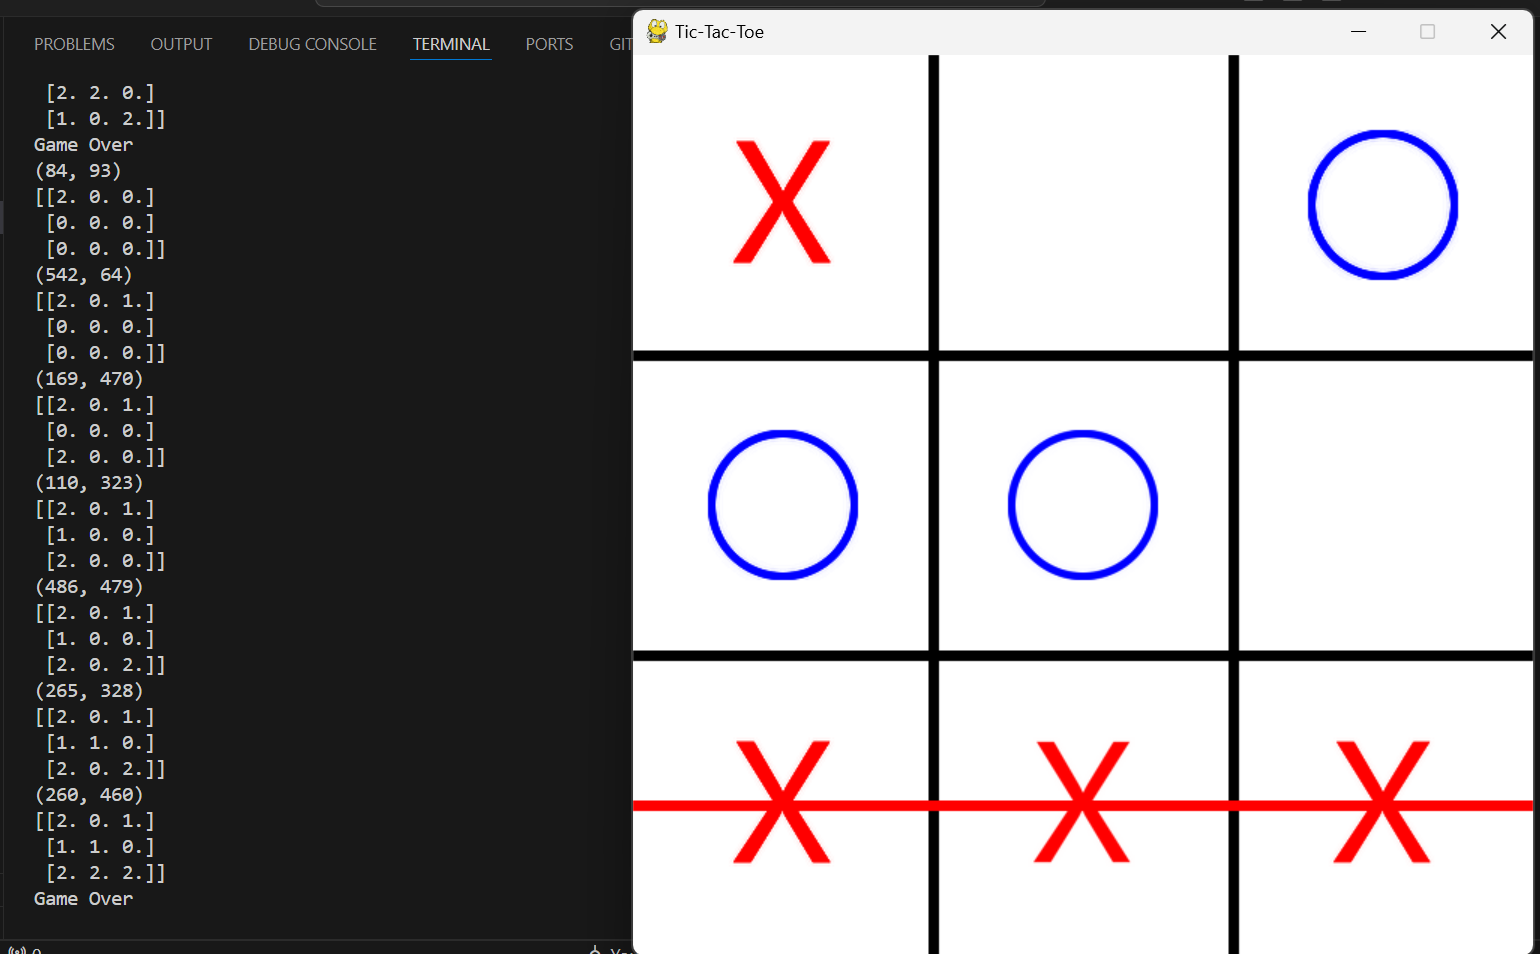 PROBLEMS OUTPUT DEBUG CONSOLE TERMINAL PORTS GIT
[2. 2. 0.]
[1. 0. 2.]]
Game Over
(84, 93)
[[2. 0. 0.]
[0. 0. 0.]
[0. 0. 0.]]
(542, 64)
[[2. 0. 1.]
[0. 0. 0.]
[0. 0. 0.]]
(169, 470)
[[2. 0. 1.]
[0. 0. 0.]
[2. 0. 0.]]
(110, 323)
[[2. 0. 1.]
[1. 0. 0.]
[2. 0. 0.]]
(486, 479)
[[2. 0. 1.]
[1. 0. 0.]
[2. 0. 2.]]
(265, 328)
[[2. 0. 1.]
[1. 1. 0.]
[2. 0. 2.]]
(260, 460)
[[2. 0. 1.]
[1. 1. 0.]
[2. 2. 2.]]
Game Over
Tic-Tac-Toe
X O
O O
X X X